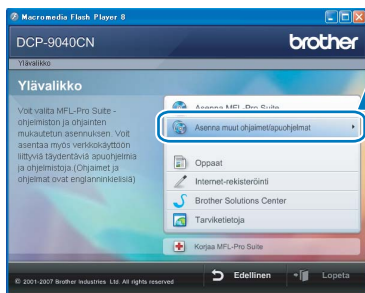 Macromedia Flash Player 8
DCP-9040CN
brother
Ylävalikko
Ylävalikko
Voit valita MFL-Pro Suite -
ohjelmiston ja ohjainten
mukautetun asennuksen. Voit
asentaa myös verkkokäyttöön
liittyviä täydentäviä apuohjelmia
ja ohjelmistoja.(Ohjaimet ja
ohjelmat ovat englanninkielisiä)
Asenna MFL-Pro Suite
Asenna muut ohjaimet/apuohjelmat
Oppaat
Internet-rekisteröinti
Brother Solutions Center
Tarviketietoja
Korjaa MFL-Pro Suite
© 2001-2007 Brother Industries Ltd. All rights reserved
Edellinen
Lopeta